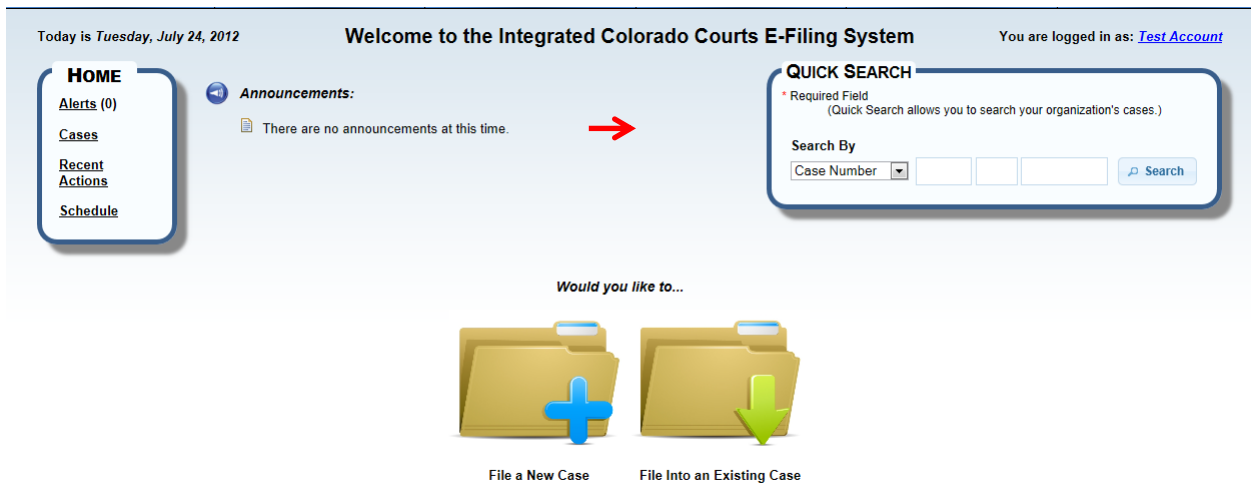 Today is Tuesday, July 24, 2012
Welcome to the Integrated Colorado Courts E-Filing System
You are logged in as: Test Account
HOME
Alerts (0)
Cases
Recent
Actions
Schedule
Announcements:
There are no announcements at this time.
QUICK SEARCH
* Required Field
(Quick Search allows you to search your organization's cases.)
Search By
Case Number
Search
Would you like to...
File a New Case
File Into an Existing Case